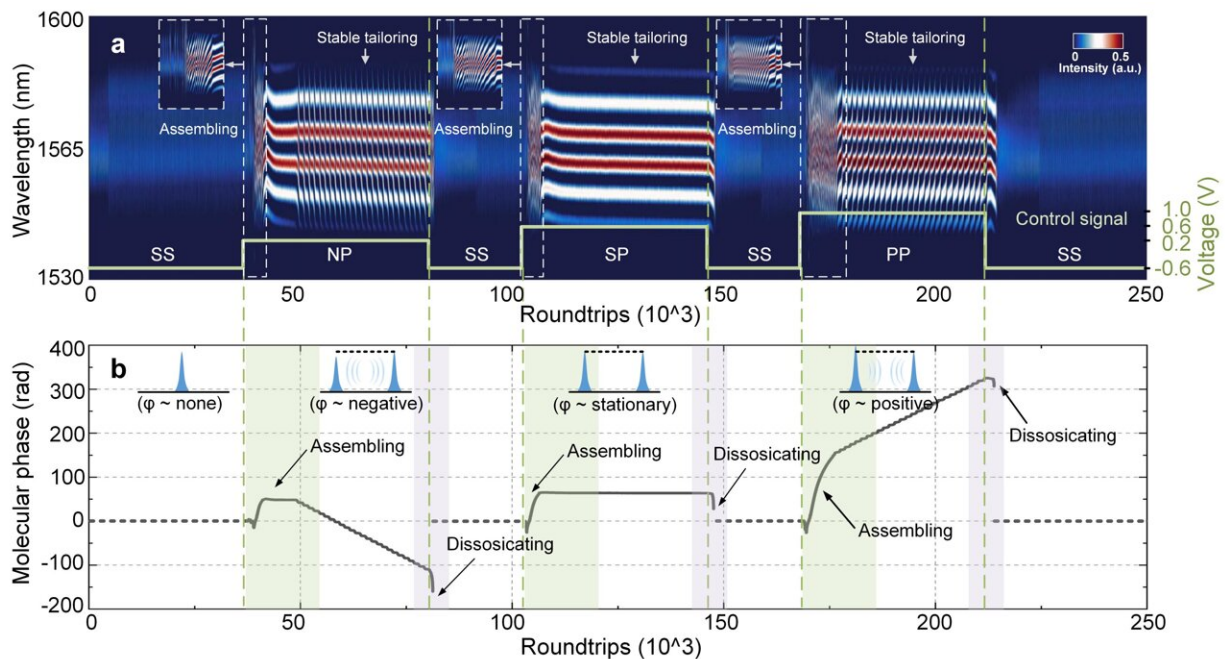 a
Wavelength (nm)
1600
1565
1530
Stable tailoring
Stable tailoring
Stable tailoring
Assembling
Assembling
Assembling
Intensity (a.u.)
0
0.5
Control signal
1.0
0.6
0.2
-0.6
Voltage (V)
SS
NP
SS
SP
SS
PP
SS
0
50
100
150
200
250
Roundtrips (10^3)
b
Molecular phase (rad)
400
300
200
100
0
-100
-200
(φ ~ none)
(φ ~ negative)
(φ ~ stationary)
(φ ~ positive)
Assembling
Dissosicating
Assembling
Dissosicating
Assembling
Dissosicating
0
50
100
150
200
250
Roundtrips (10^3)